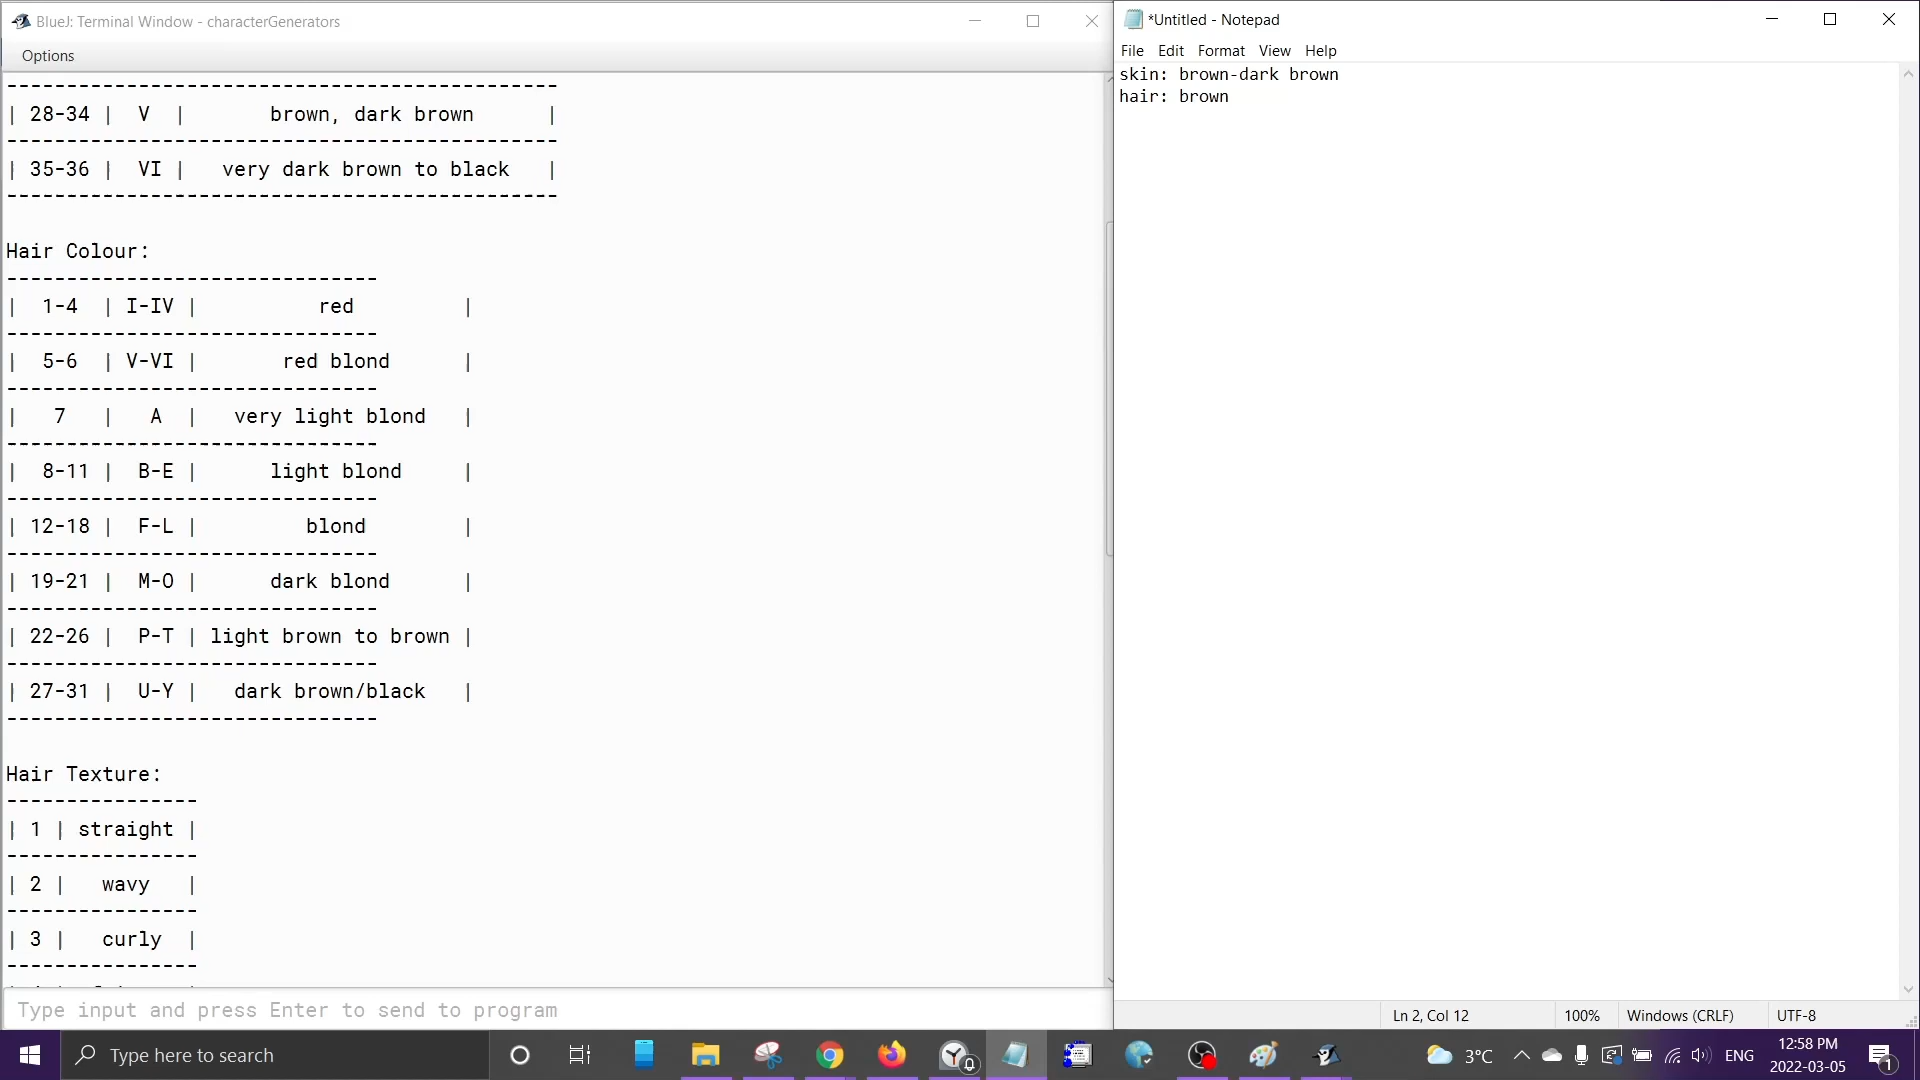 BlueJ: Terminal Window - characterGenerators
Options
----------------------------------------------
| 28-34 |  V  |       brown, dark brown      |
----------------------------------------------
| 35-36 |  VI |   very dark brown to black   |
----------------------------------------------
Hair Colour:
-------------------------------
|  1-4  | I-IV |          red         |
-------------------------------
|  5-6  | V-VI |       red blond      |
-------------------------------
|   7   |   A  |   very light blond   |
-------------------------------
|  8-11 |  B-E |      light blond     |
-------------------------------
| 12-18 |  F-L |         blond        |
-------------------------------
| 19-21 |  M-O |      dark blond      |
-------------------------------
| 22-26 |  P-T | light brown to brown |
-------------------------------
| 27-31 |  U-Y |   dark brown/black   |
-------------------------------
Hair Texture:
----------------
| 1 | straight |
----------------
| 2 |   wavy   |
----------------
| 3 |   curly  |
----------------
Type input and press Enter to send to program
*Untitled - Notepad
File Edit Format View Help
skin: brown-dark brown
hair: brown
Ln 2, Col 12 100% Windows (CRLF) UTF-8
Type here to search
3°C ENG 12:58 PM
2022-03-05
1